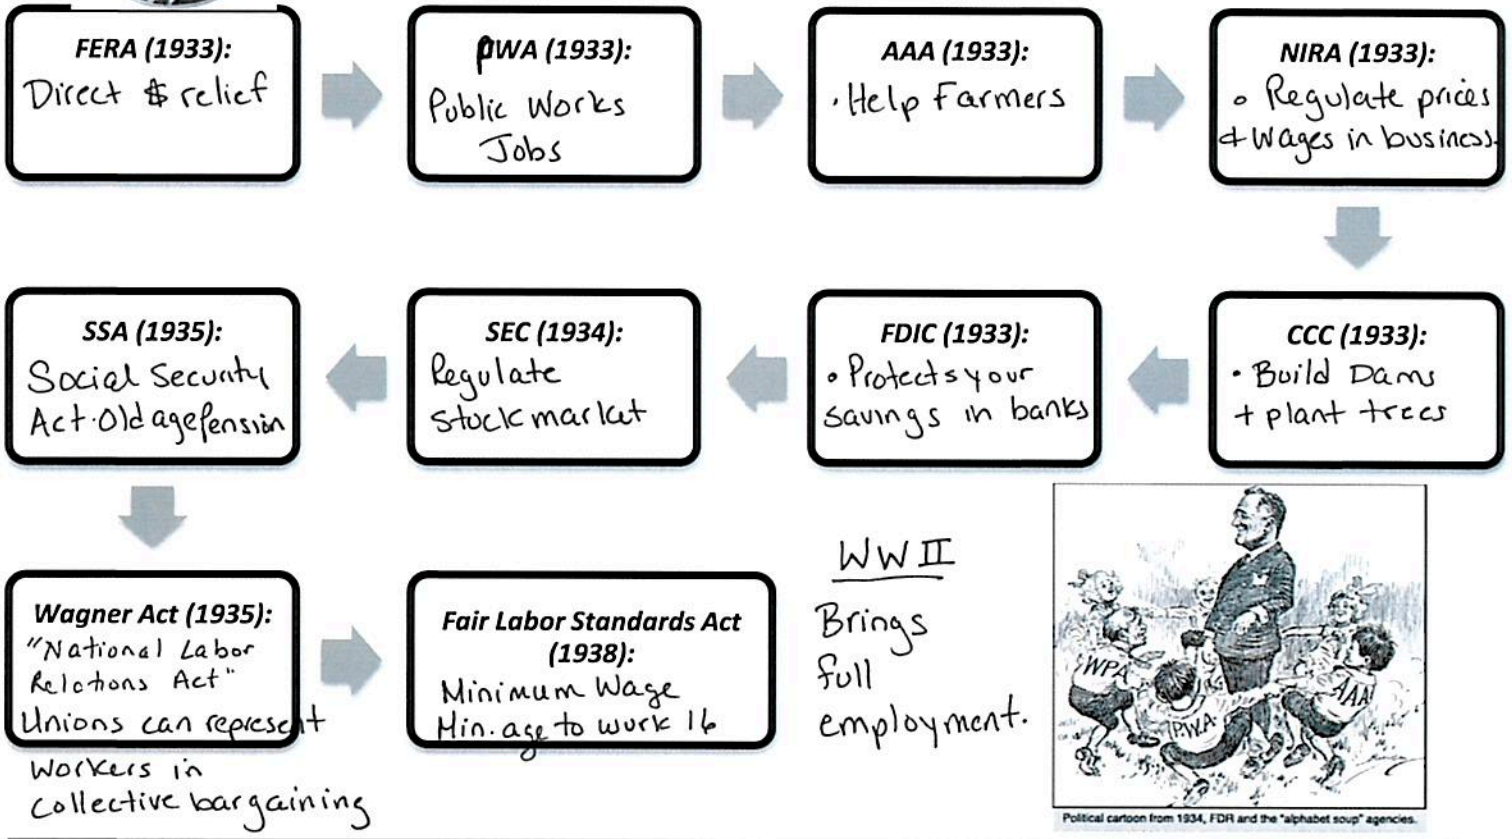 FERA (1933):
Direct $ relief
PWA (1933):
Public Works
Jobs
AAA (1933):
• Help Farmers
NIRA (1933):
• Regulate prices
+ Wages in business.
SSA (1935):
Social Security
Act • Old age Pension
SEC (1934):
Regulate
Stock market
FDIC (1933):
• Protects your
savings in banks
CCC (1933):
• Build Dams
+ plant trees
Wagner Act (1935):
"National Labor
Relations Act"
Unions can represent
workers in
collective bargaining
Fair Labor Standards Act
(1938):
Minimum Wage
Min. age to work 16
WW II
Brings
full
employment.
WPA
P.W.A.
AAA
Political cartoon from 1934, FDR and the "alphabet soup" agencies.